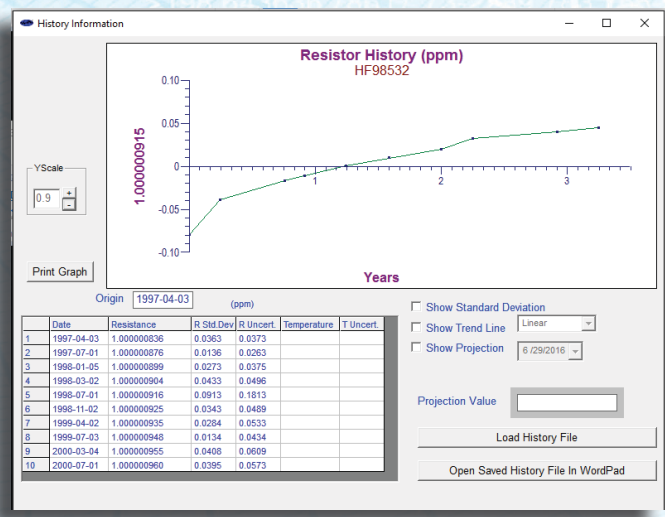 History Information
Resistor History (ppm)
HF98532
1.000000915
0.10
0.05
0
-0.05
-0.10
1 2 3
Years
YScale
0.9 + -
Print Graph
Origin 1997-04-03 (ppm)
Date Resistance R Std.Dev R Uncert. Temperature T Uncert.
1 1997-04-03 1.000000836 0.0363 0.0373
2 1997-07-01 1.000000876 0.0136 0.0263
3 1998-01-05 1.000000899 0.0273 0.0375
4 1998-03-02 1.000000904 0.0433 0.0496
5 1998-07-01 1.000000916 0.0913 0.1813
6 1998-11-02 1.000000925 0.0343 0.0489
7 1999-04-02 1.000000935 0.0284 0.0533
8 1999-07-03 1.000000948 0.0134 0.0434
9 2000-03-04 1.000000955 0.0408 0.0609
10 2000-07-01 1.000000960 0.0395 0.0573
Show Standard Deviation
Show Trend Line Linear
Show Projection 6 /29/2016
Projection Value
Load History File
Open Saved History File In WordPad